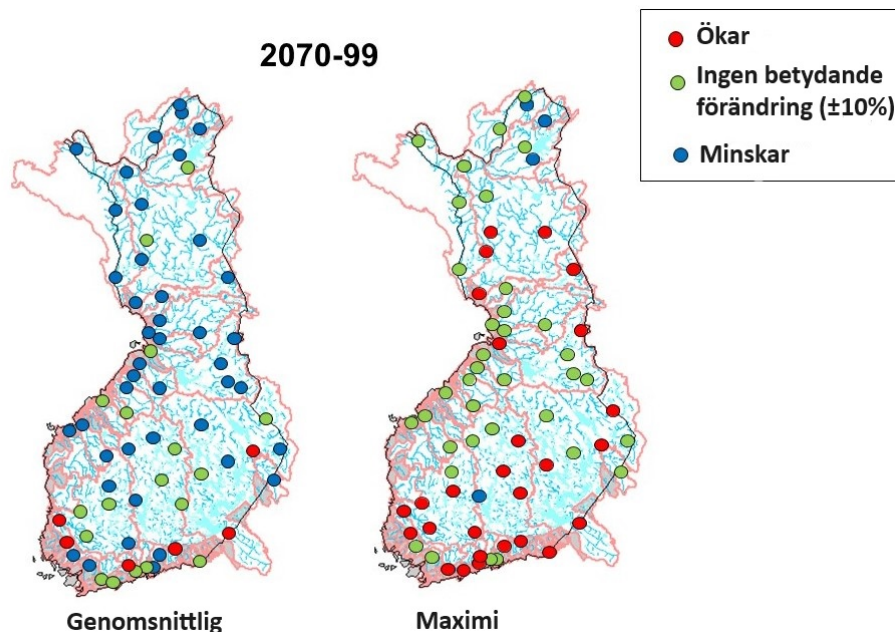 2070-99
Ökar
Ingen betydande
förändring (±10%)
Minskar
Genomsnittlig
Maximi